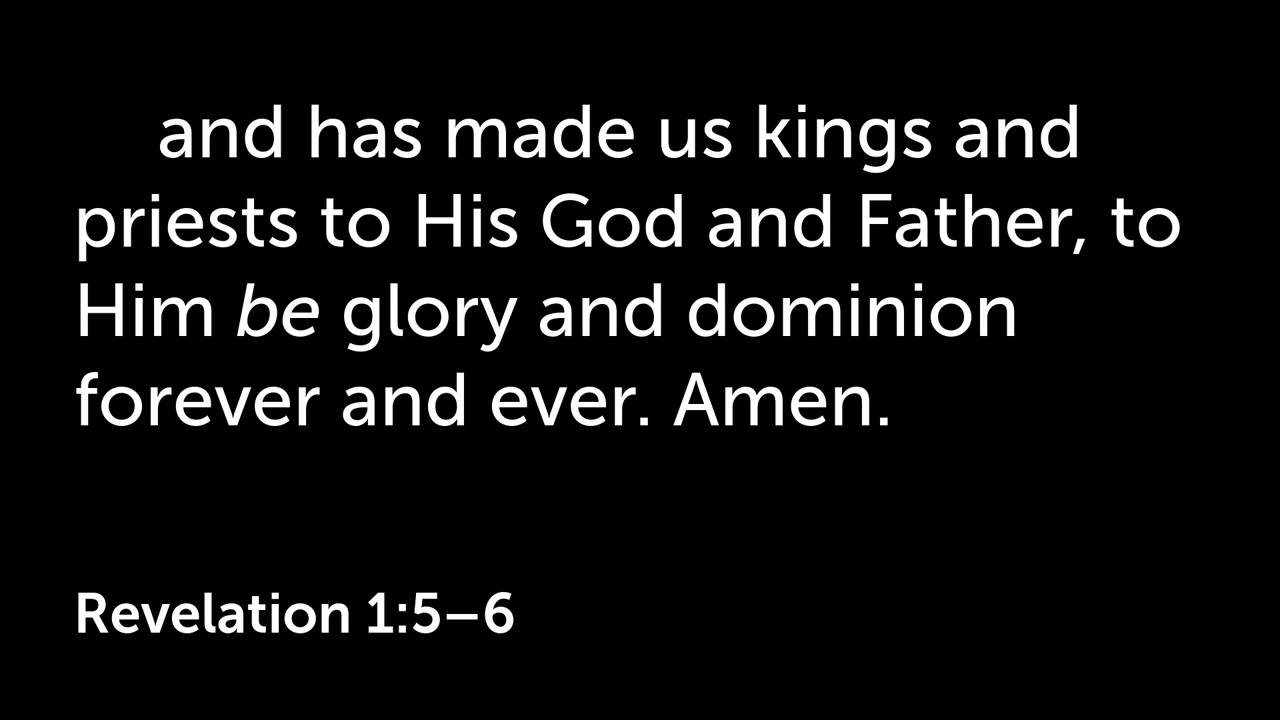 and has made us kings and
priests to His God and Father, to
Him be glory and dominion
forever and ever. Amen.
Revelation 1:5–6